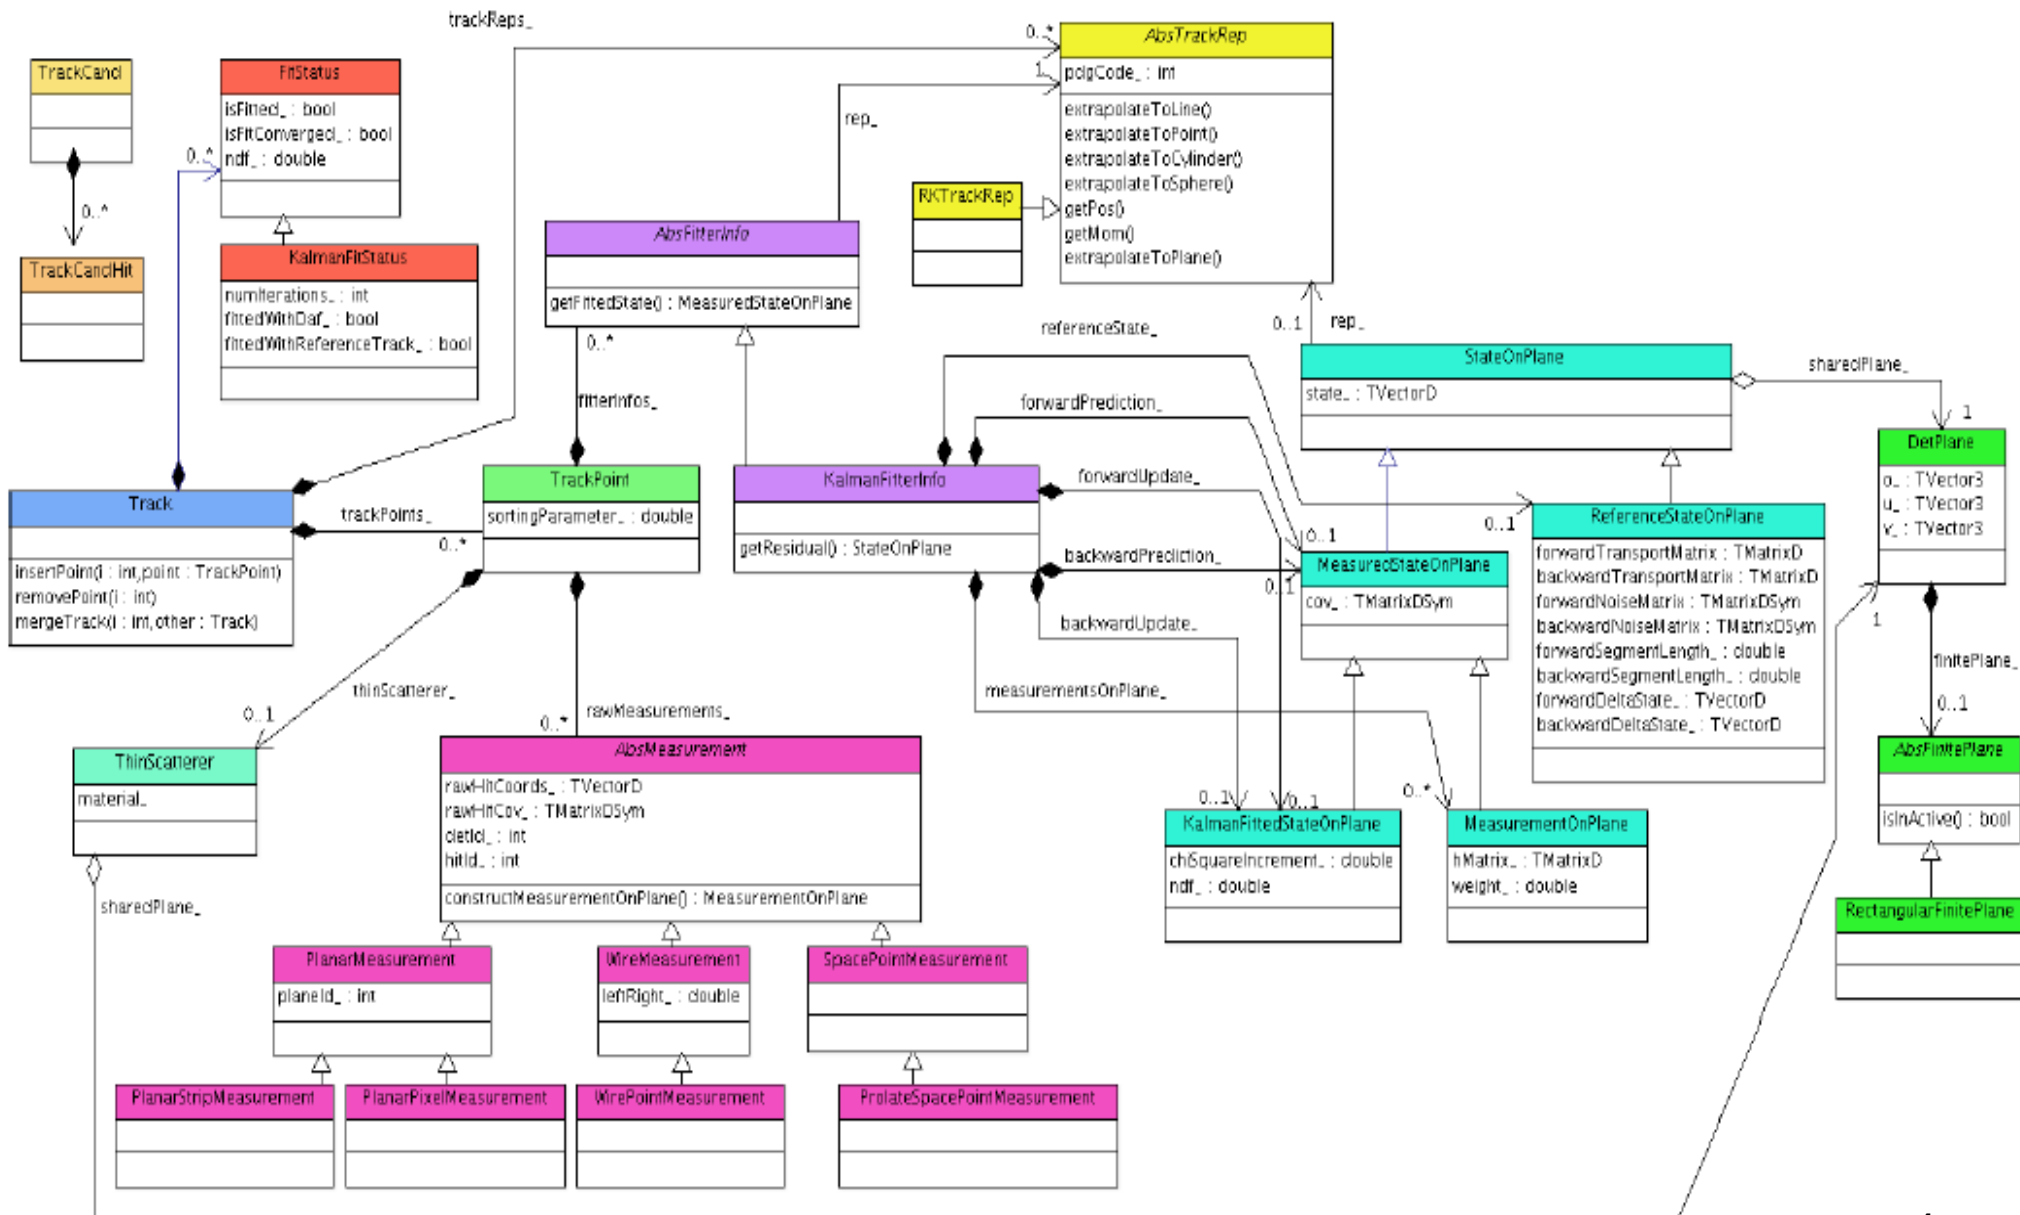 trackReps_
TrackCand
0..*
TrackCandHit
FitStatus
isFitted_ : bool
isFitConverged_ : bool
ndf_ : double
0..*
KalmanFitStatus
numIterations_ : int
fittedWithDaf_ : bool
fittedWithReferenceTrack_ : bool
0..*
AbsTrackRep
pdgCode_ : int
extrapolateToLine()
extrapolateToPoint()
extrapolateToCylinder()
extrapolateToSphere()
getPos()
getMom()
extrapolateToPlane()
1
rep_
RKTrackRep
AbsFitterInfo
getFittedState() : MeasuredStateOnPlane
0..*
fitterInfos_
0..1
rep_
referenceState_
StateOnPlane
state_ : TVectorD
sharedPlane_
1
DetPlane
o_ : TVector3
u_ : TVector3
v_ : TVector3
forwardPrediction_
Track
insertPoint(i : int,point : TrackPoint)
removePoint(i : int)
mergeTrack(i : int,other : Track)
trackPoints_
0..*
TrackPoint
sortingParameter_ : double
KalmanFitterInfo
getResidual() : StateOnPlane
forwardUpdate_
backwardPrediction_
backwardUpdate_
measurementsOnPlane_
0..1
0..1
MeasuredStateOnPlane
cov_ : TMatrixDSym
0..1
ReferenceStateOnPlane
forwardTransportMatrix : TMatrixD
backwardTransportMatrix : TMatrixD
forwardNoiseMatrix : TMatrixDSym
backwardNoiseMatrix : TMatrixDSym
forwardSegmentLength_ : double
backwardSegmentLength_ : double
forwardDeltaState_ : TVectorD
backwardDeltaState_ : TVectorD
1
finitePlane_
0..1
AbsFinitePlane
isInActive() : bool
RectangularFinitePlane
thinScatterer_
0..1
ThinScatterer
material_
sharedPlane_
0..*
rawMeasurements_
AbsMeasurement
rawHitCoords_ : TVectorD
rawHitCov_ : TMatrixDSym
detId_ : int
hitId_ : int
constructMeasurementOnPlane() : MeasurementOnPlane
0..1
0..1
KalmanFittedStateOnPlane
chiSquareIncrement_ : double
ndf_ : double
0..*
MeasurementOnPlane
hMatrix_ : TMatrixD
weight_ : double
PlanarMeasurement
planeId_ : int
WireMeasurement
leftRight_ : double
SpacePointMeasurement
PlanarStripMeasurement
PlanarPixelMeasurement
WirePointMeasurement
ProlateSpacePointMeasurement